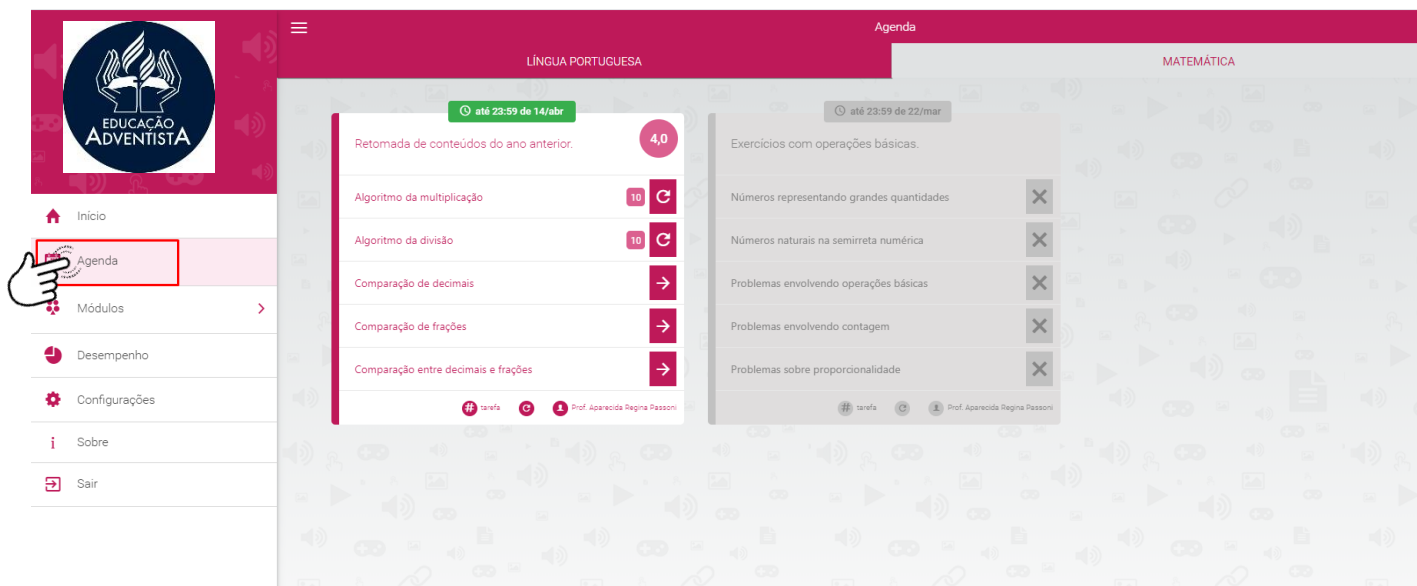 EDUCAÇÃO
ADVENTISTA
Início
Agenda
Módulos
Desempenho
Configurações
Sobre
Sair
Agenda
LÍNGUA PORTUGUESA
MATEMÁTICA
até 23:59 de 14/abr
Retomada de conteúdos do ano anterior.
4,0
Algoritmo da multiplicação
10
Algoritmo da divisão
10
Comparação de decimais
Comparação de frações
Comparação entre decimais e frações
tarefa
Prof. Aparecida Regina Passoni
até 23:59 de 22/mar
Exercícios com operações básicas.
Números representando grandes quantidades
Números naturais na semirreta numérica
Problemas envolvendo operações básicas
Problemas envolvendo contagem
Problemas sobre proporcionalidade
tarefa
Prof. Aparecida Regina Passoni